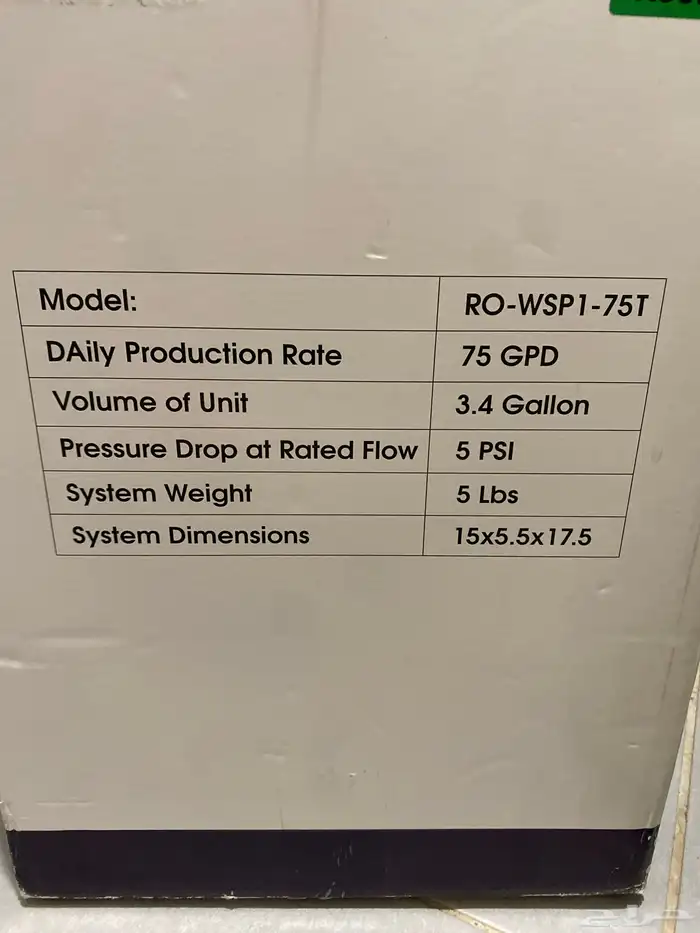 Model: RO-WSP1-75T
DAily Production Rate 75 GPD
Volume of Unit 3.4 Gallon
Pressure Drop at Rated Flow 5 PSI
System Weight 5 Lbs
System Dimensions 15x5.5x17.5
حراج